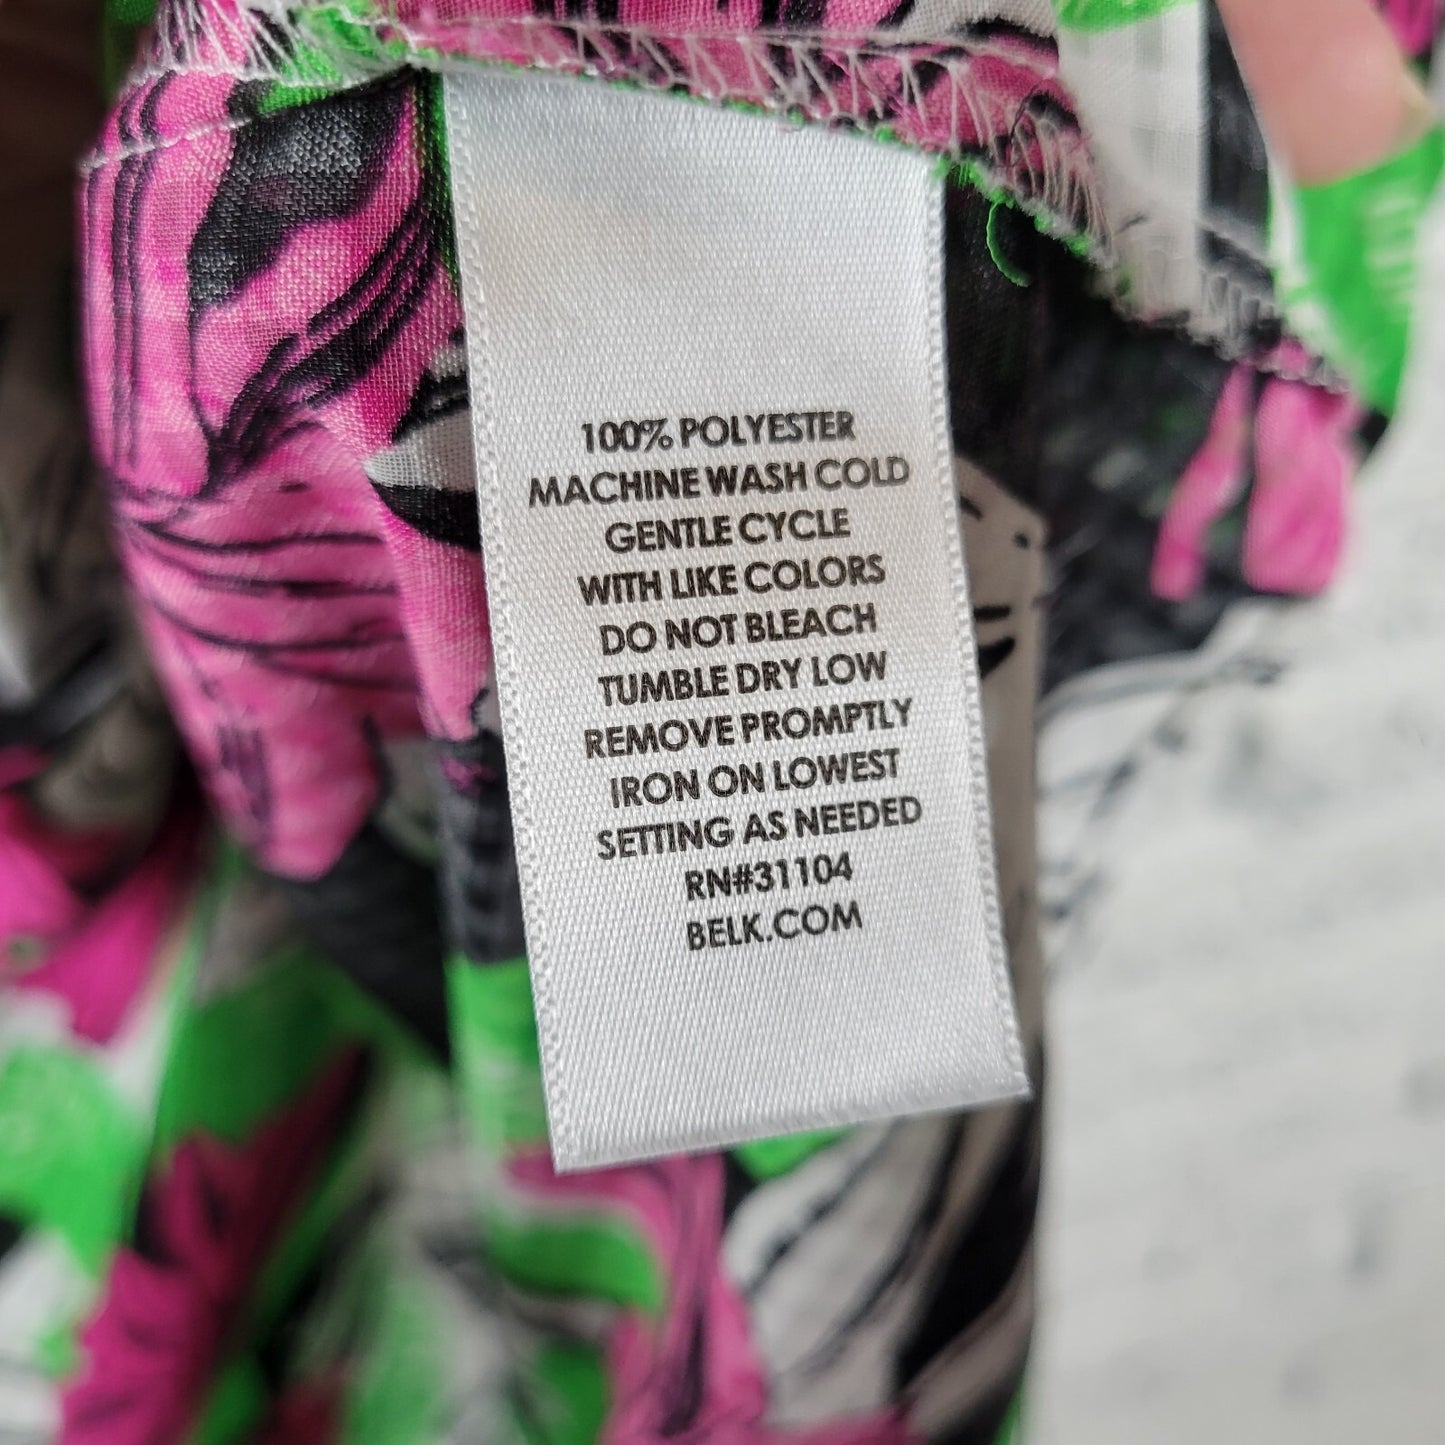 100% POLYESTER
MACHINE WASH COLD
GENTLE CYCLE
WITH LIKE COLORS
DO NOT BLEACH
TUMBLE DRY LOW
REMOVE PROMPTLY
IRON ON LOWEST
SETTING AS NEEDED
RN#31104
BELK.COM